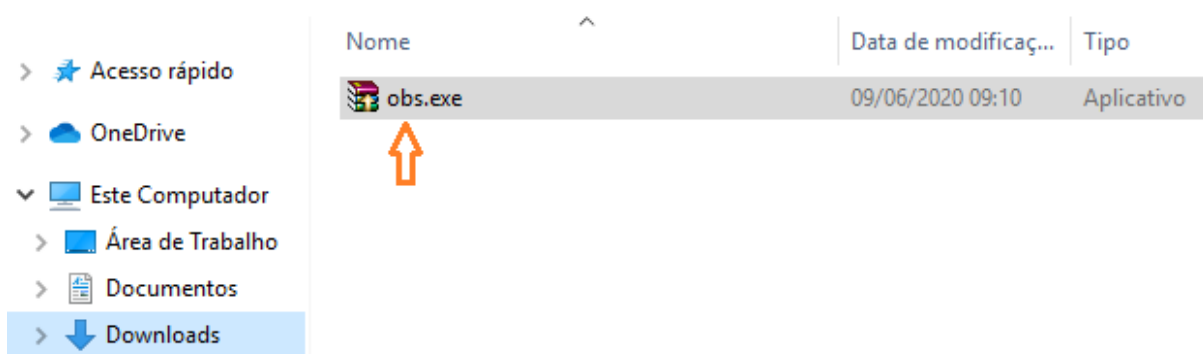 Nome Data de modificaç... Tipo
Acesso rápido
obs.exe 09/06/2020 09:10 Aplicativo
OneDrive
Este Computador
Área de Trabalho
Documentos
Downloads